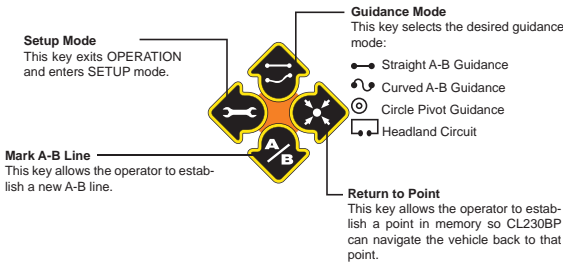 Setup Mode
This key exits OPERATION
and enters SETUP mode.
Guidance Mode
This key selects the desired guidance
mode:
Straight A-B Guidance
Curved A-B Guidance
Circle Pivot Guidance
Headland Circuit
A/B
Mark A-B Line
This key allows the operator to estab-
lish a new A-B line.
Return to Point
This key allows the operator to estab-
lish a point in memory so CL230BP
can navigate the vehicle back to that
point.